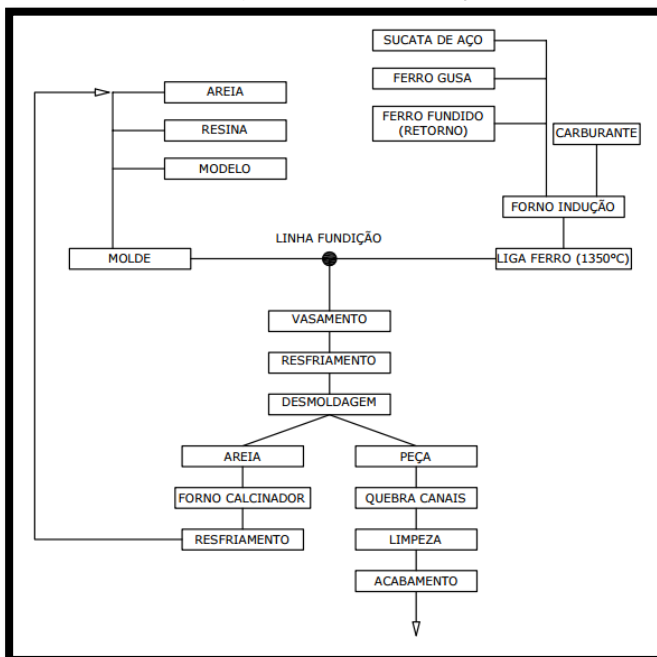 SUCATA DE AÇO
AREIA
FERRO GUSA
RESINA
FERRO FUNDIDO
(RETORNO)
CARBURANTE
MODELO
FORNO INDUÇÃO
LINHA FUNDIÇÃO
MOLDE
LIGA FERRO (1350ºC)
VASAMENTO
RESFRIAMENTO
DESMOLDAGEM
AREIA
PEÇA
FORNO CALCINADOR
QUEBRA CANAIS
RESFRIAMENTO
LIMPEZA
ACABAMENTO